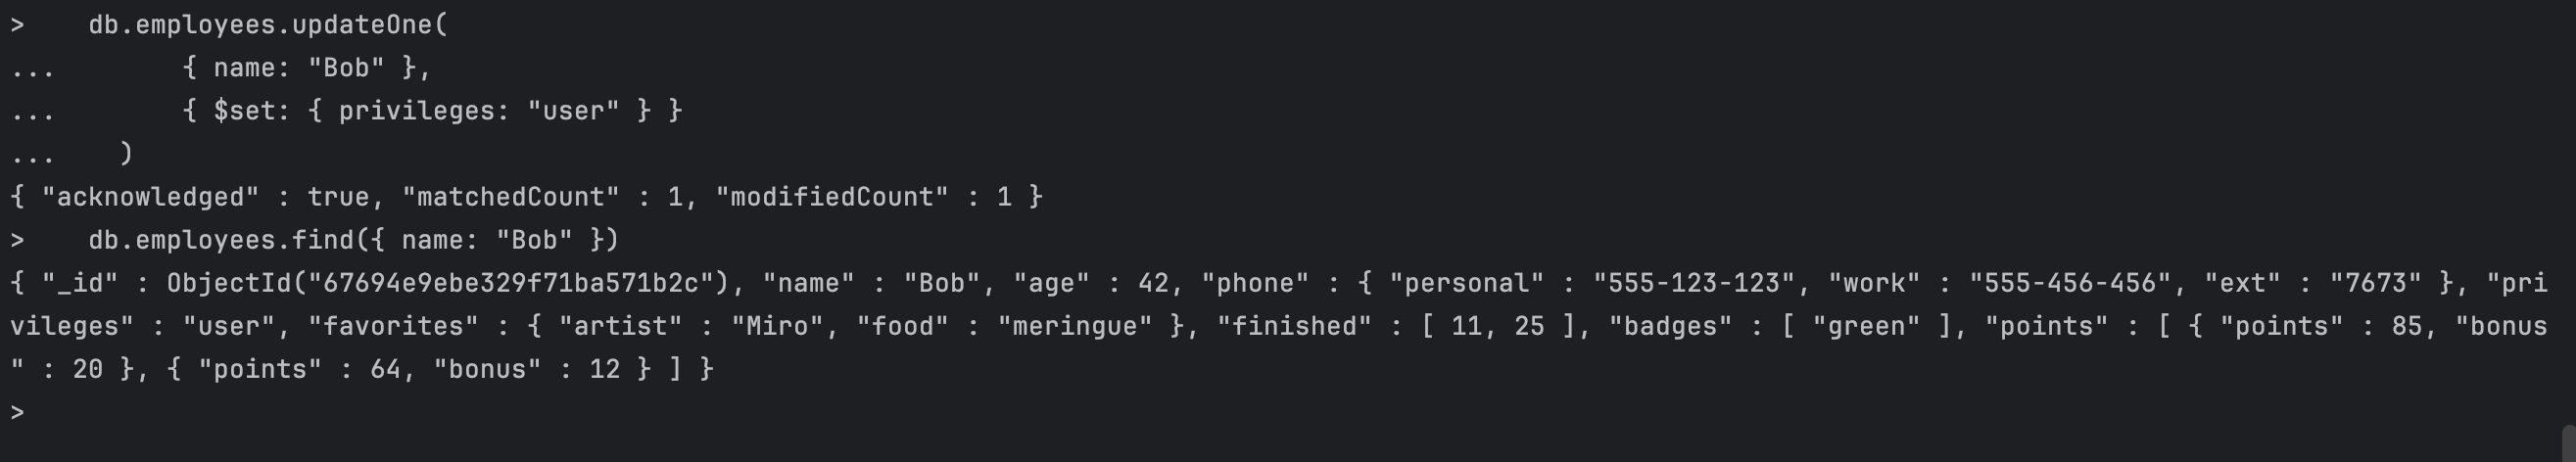 >    db.employees.updateOne(
...        { name: "Bob" },
...        { $set: { privileges: "user" } }
...    )
{ "acknowledged" : true, "matchedCount" : 1, "modifiedCount" : 1 }
>    db.employees.find({ name: "Bob" })
{ "_id" : ObjectId("67694e9ebe329f71ba571b2c"), "name" : "Bob", "age" : 42, "phone" : { "personal" : "555-123-123", "work" : "555-456-456", "ext" : "7673" }, "pri
vileges" : "user", "favorites" : { "artist" : "Miro", "food" : "meringue" }, "finished" : [ 11, 25 ], "badges" : [ "green" ], "points" : [ { "points" : 85, "bonus
" : 20 }, { "points" : 64, "bonus" : 12 } ] }
>